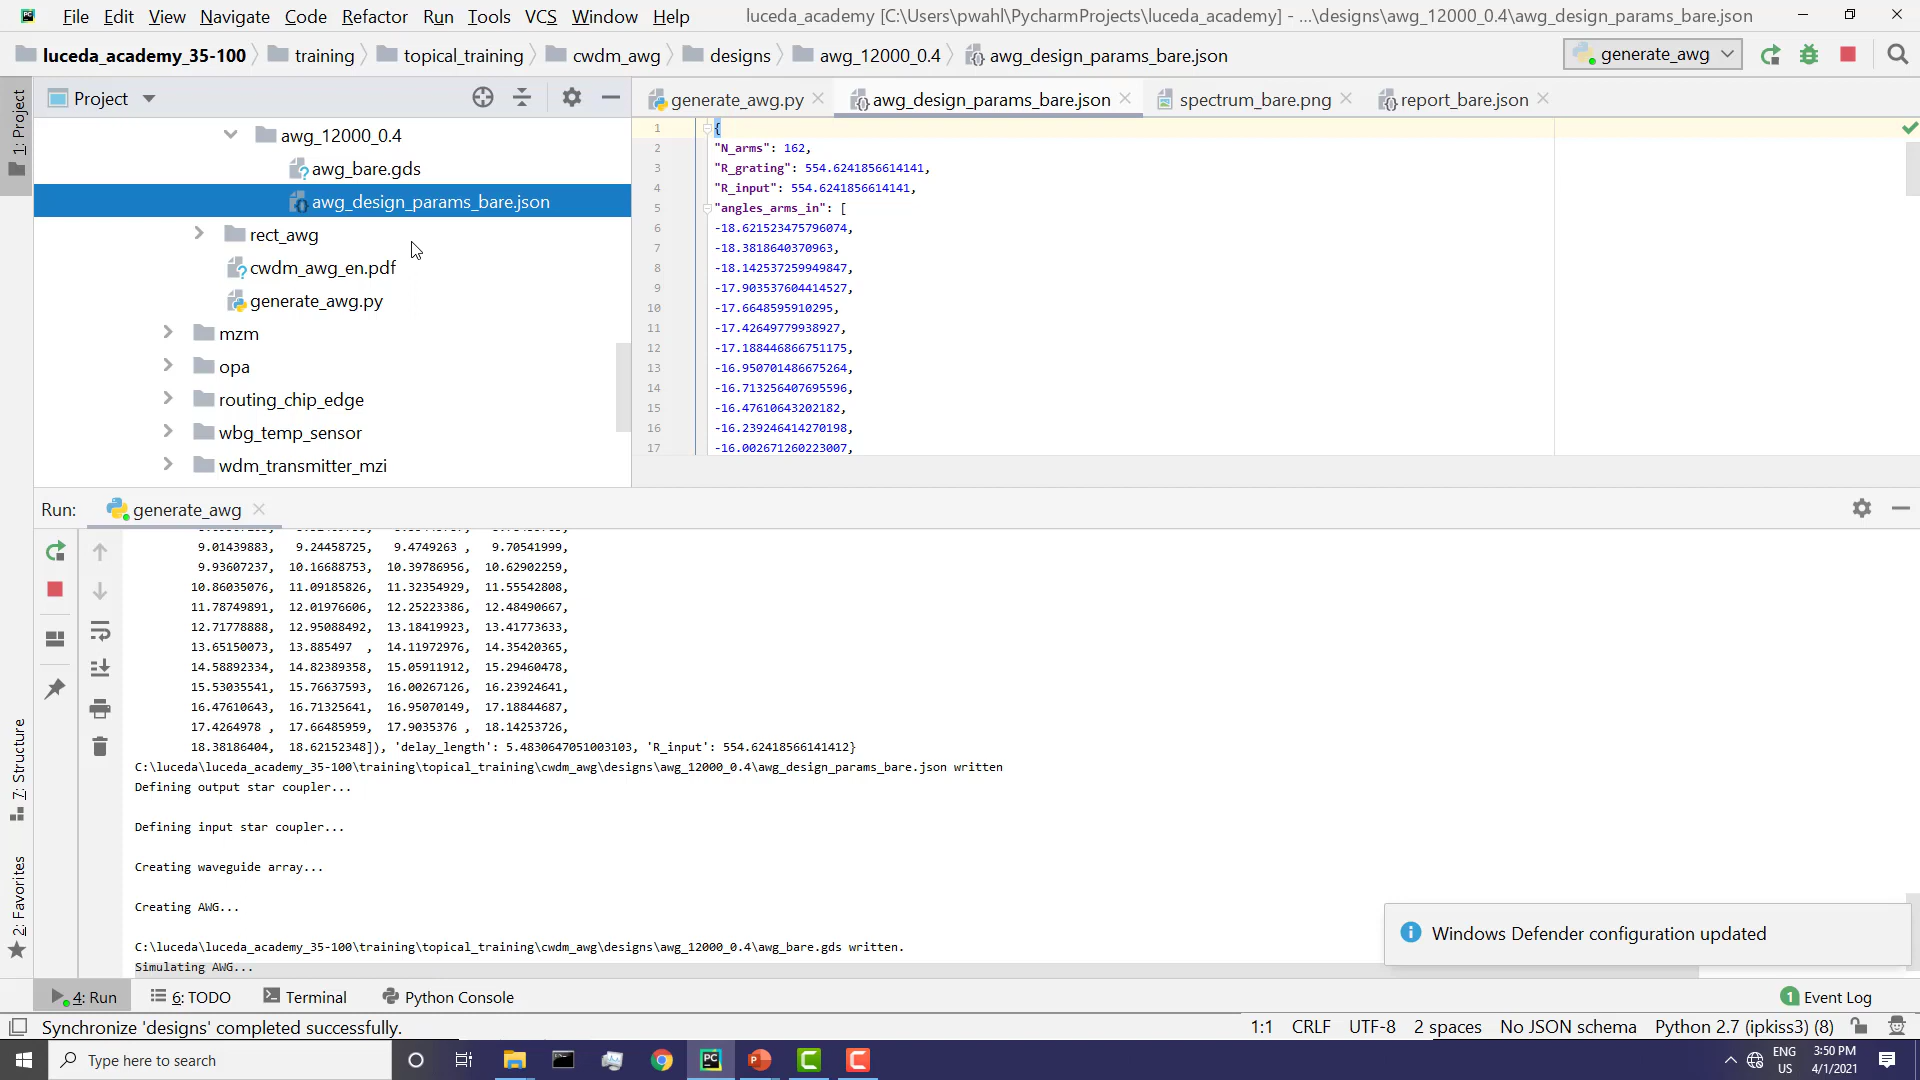 File Edit View Navigate Code Refactor Run Tools VCS Window Help luceda_academy [C:\Users\pwahl\PycharmProjects\luceda_academy] - ...\designs\awg_12000_0.4\awg_design_params_bare.json
luceda_academy_35-100 training topical_training cwdm_awg designs awg_12000_0.4 awg_design_params_bare.json generate_awg
1: Project
Project
generate_awg.py awg_design_params_bare.json spectrum_bare.png report_bare.json
awg_12000_0.4
awg_bare.gds
awg_design_params_bare.json
rect_awg
cwdm_awg_en.pdf
generate_awg.py
mzm
opa
routing_chip_edge
wbg_temp_sensor
wdm_transmitter_mzi
1 {
2 "N_arms": 162,
3 "R_grating": 554.6241856614141,
4 "R_input": 554.6241856614141,
5 "angles_arms_in": [
6 -18.621523475796074,
7 -18.3818640370963,
8 -18.142537259949847,
9 -17.903537604414527,
10 -17.6648595910295,
11 -17.42649779938927,
12 -17.188446866751175,
13 -16.950701486675264,
14 -16.713256407695596,
15 -16.47610643202182,
16 -16.239246414270198,
17 -16.002671260223007,
Run: generate_awg
9.01439883, 9.24458725, 9.4749263 , 9.70541999,
9.93607237, 10.16688753, 10.39786956, 10.62902259,
10.86035076, 11.09185826, 11.32354929, 11.55542808,
11.78749891, 12.01976606, 12.25223386, 12.48490667,
12.71778888, 12.95088492, 13.18419923, 13.41773633,
13.65150073, 13.885497 , 14.11972976, 14.35420365,
14.58892334, 14.82389358, 15.05911912, 15.29460478,
15.53035541, 15.76637593, 16.00267126, 16.23924641,
16.47610643, 16.71325641, 16.95070149, 17.18844687,
17.4264978 , 17.66485959, 17.9035376 , 18.14253726,
18.38186404, 18.62152348]), 'delay_length': 5.4830647051003103, 'R_input': 554.62418566141412}
C:\luceda\luceda_academy_35-100\training\topical_training\cwdm_awg\designs\awg_12000_0.4\awg_design_params_bare.json written
Defining output star coupler...
Defining input star coupler...
Creating waveguide array...
Creating AWG...
C:\luceda\luceda_academy_35-100\training\topical_training\cwdm_awg\designs\awg_12000_0.4\awg_bare.gds written.
Simulating AWG...
7: Structure
2: Favorites
Windows Defender configuration updated
4: Run 6: TODO Terminal Python Console 1 Event Log
Synchronize 'designs' completed successfully. 1:1 CRLF UTF-8 2 spaces No JSON schema Python 2.7 (ipkiss3) (8)
Type here to search
ENG
US
3:50 PM
4/1/2021